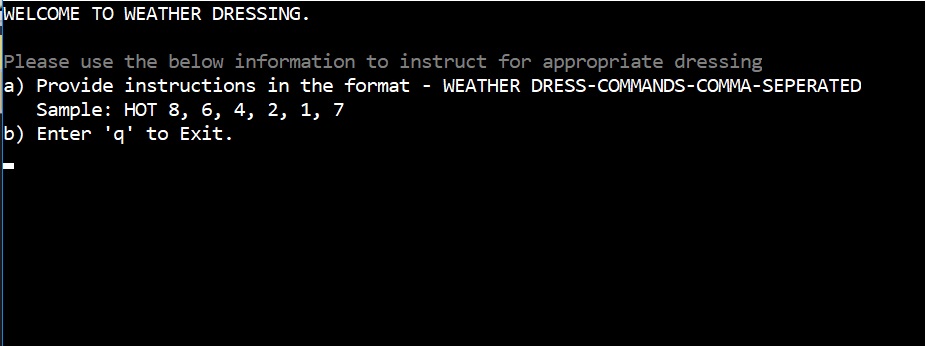 WELCOME TO WEATHER DRESSING.
Please use the below information to instruct for appropriate dressing
a) Provide instructions in the format - WEATHER DRESS-COMMANDS-COMMA-SEPERATED
Sample: HOT 8, 6, 4, 2, 1, 7
b) Enter 'q' to Exit.